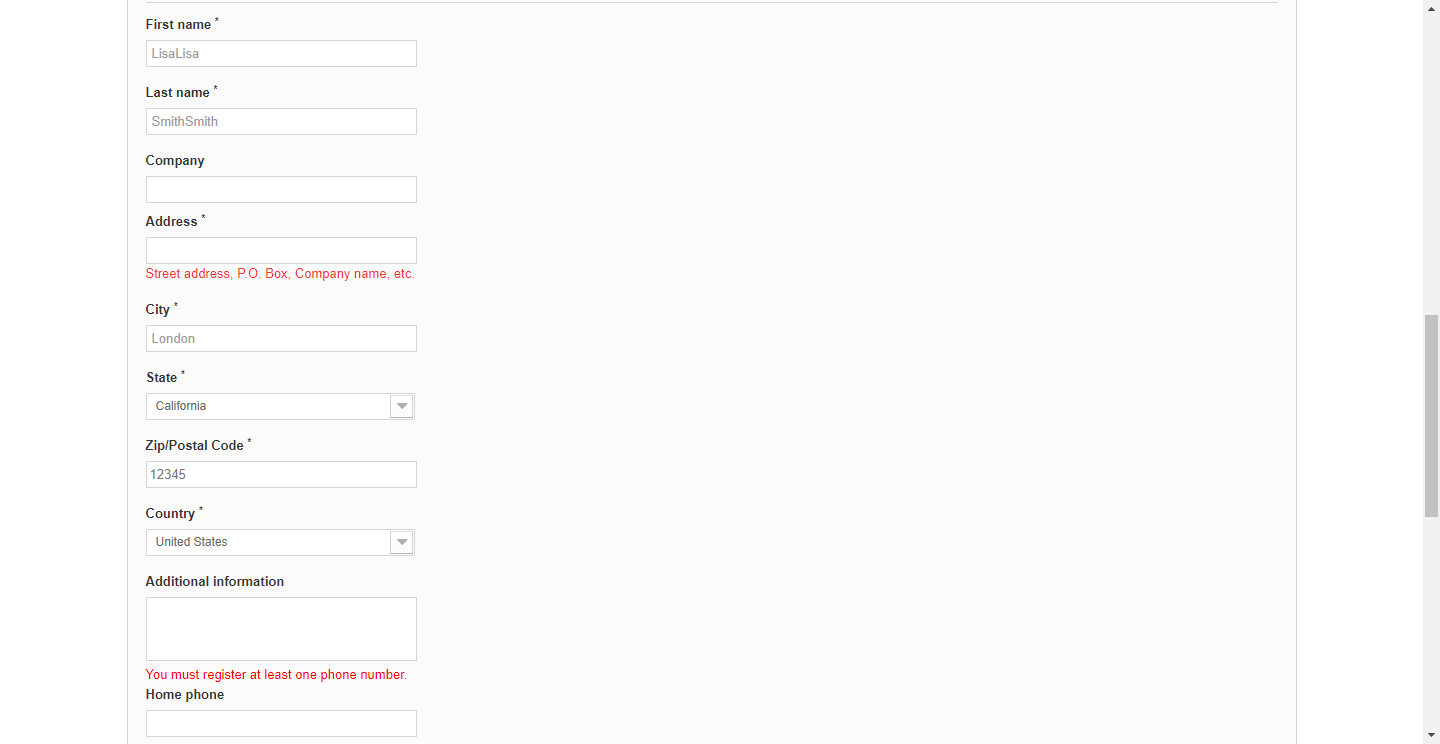 First name *
LisaLisa
Last name *
SmithSmith
Company
Address *
Street address, P.O. Box, Company name, etc.
City *
London
State *
California
Zip/Postal Code *
12345
Country *
United States
Additional information
You must register at least one phone number.
Home phone